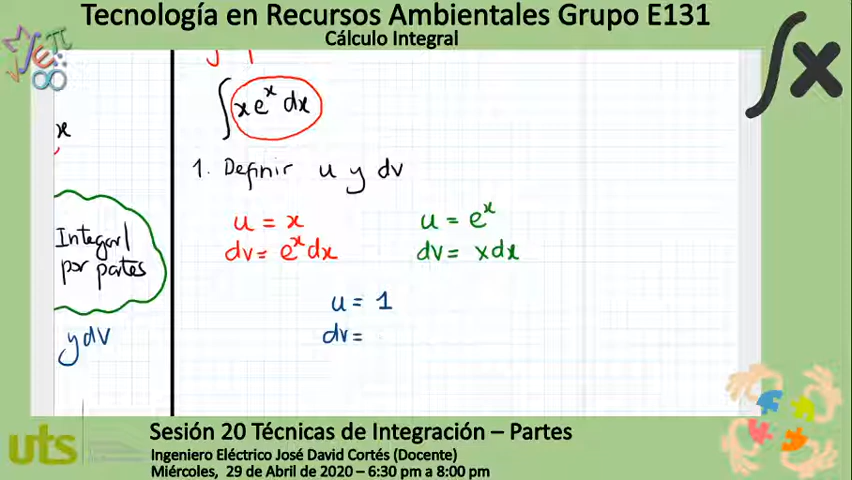 Tecnología en Recursos Ambientales Grupo E131
Cálculo Integral
∫ x e^x dx
x
1. Definir u y dv
u = x
dv = e^x dx
u = e^x
dv = x dx
Integarl
por partes
u = 1
dv =
y dv
uts
Sesión 20 Técnicas de Integración – Partes
Ingeniero Eléctrico José David Cortés (Docente)
Miércoles, 29 de Abril de 2020 – 6:30 pm a 8:00 pm
∫x